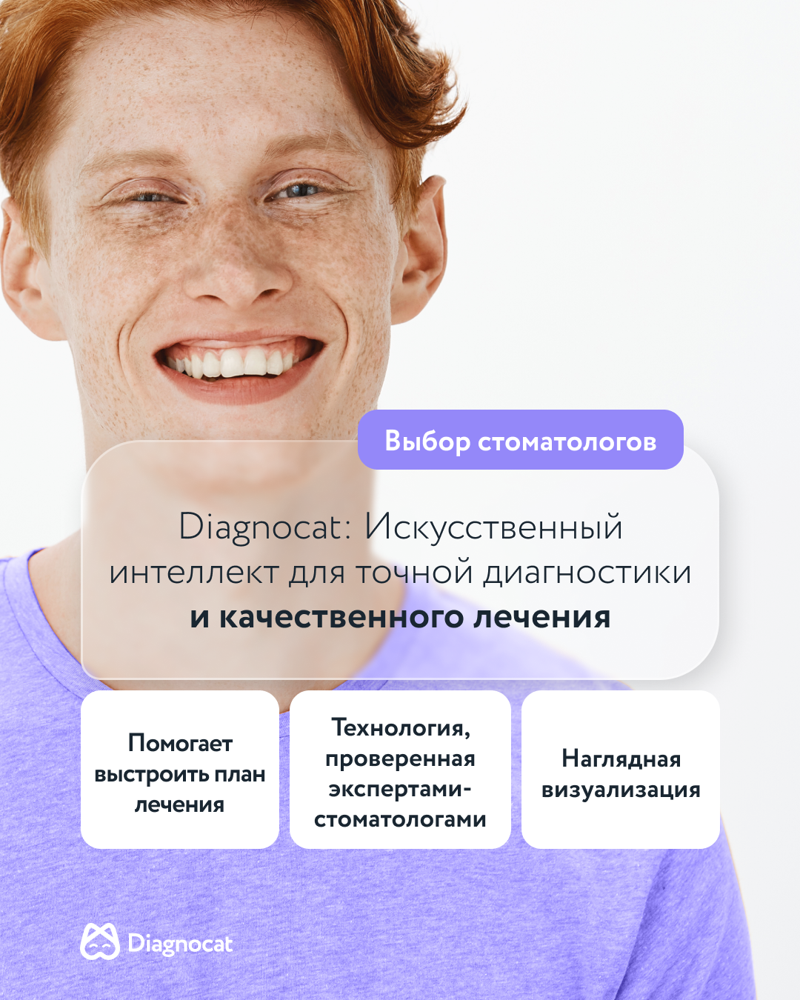 Выбор стоматологов
Diagnocat: Искусственный
интеллект для точной диагностики
и качественного лечения
Помогает
выстроить план
лечения
Технология,
проверенная
экспертами-
стоматологами
Наглядная
визуализация
Diagnocat